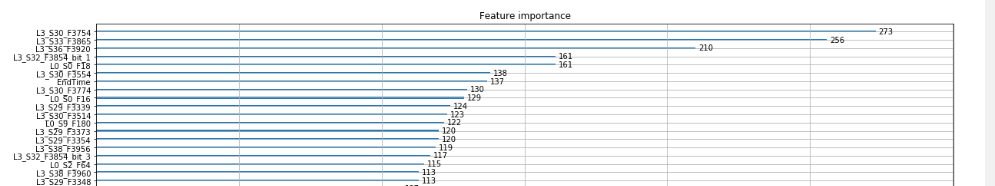 Feature importance
L3_S30_F3754 273
L3_S33_F3865 256
L3_S36_F3920 210
L3_S32_F3854_bit_1 161
L0_S0_F18 161
L3_S30_F3554 138
EndTime 137
L3_S30_F3774 130
L0_S0_F16 129
L3_S29_F3339 124
L3_S30_F3514 123
L0_S9_F180 122
L3_S29_F3373 120
L3_S29_F3354 120
L3_S38_F3956 119
L3_S32_F3854_bit_3 117
L0_S2_F64 115
L3_S38_F3960 113
L3_S29_F3348 113